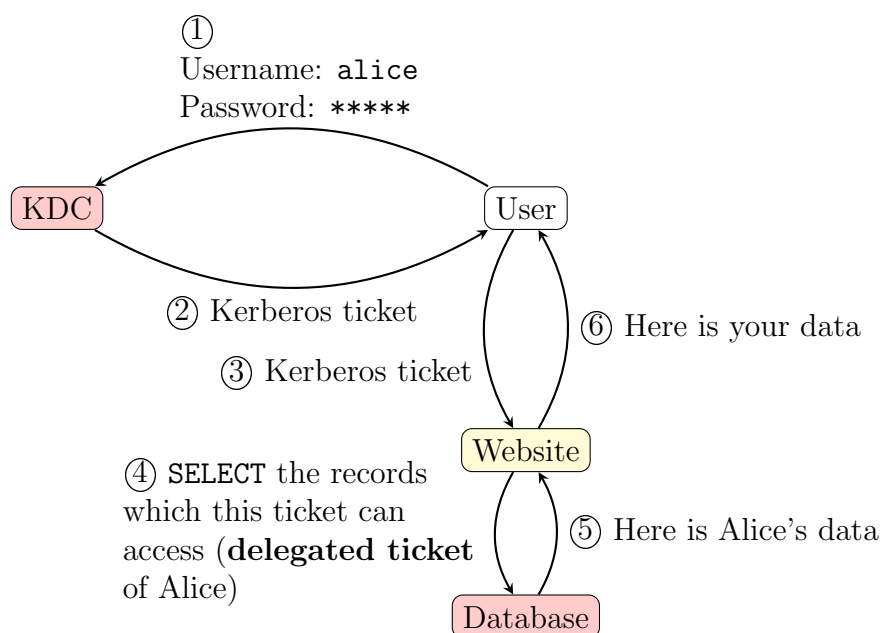 ①
Username: alice
Password: *****
KDC
User
② Kerberos ticket
⑥ Here is your data
③ Kerberos ticket
Website
④ SELECT the records
which this ticket can
access (delegated ticket
of Alice)
⑤ Here is Alice's data
Database